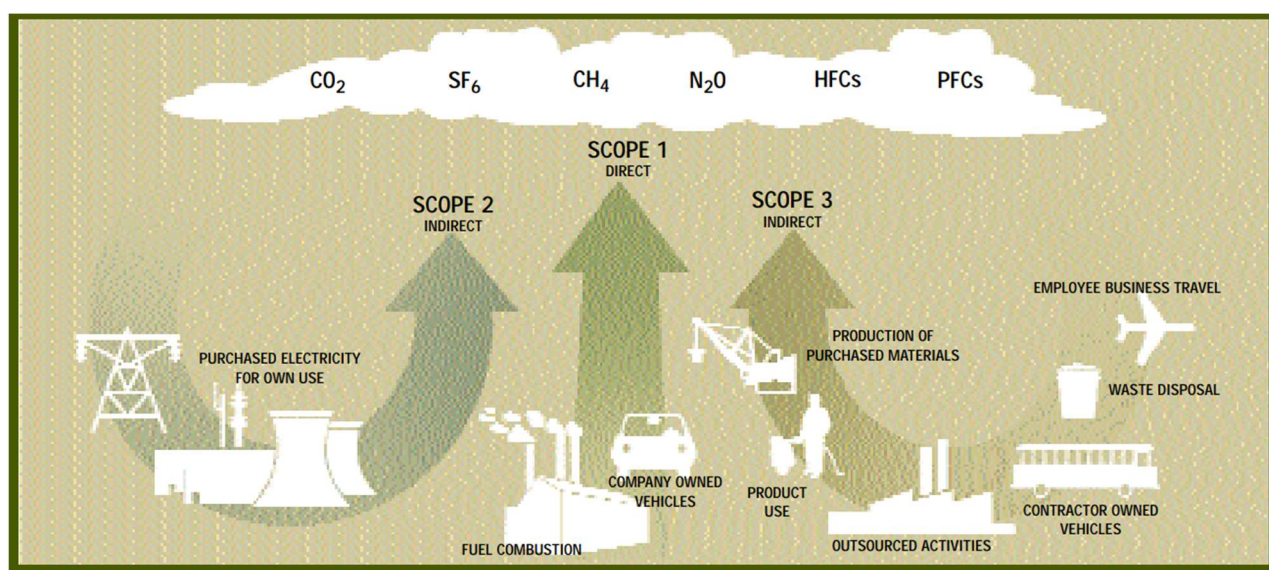 CO2
SF6
CH4
N2O
HFCs
PFCs
SCOPE 1
DIRECT
SCOPE 2
INDIRECT
SCOPE 3
INDIRECT
PURCHASED ELECTRICITY
FOR OWN USE
FUEL COMBUSTION
COMPANY OWNED
VEHICLES
PRODUCTION OF
PURCHASED MATERIALS
PRODUCT
USE
OUTSOURCED ACTIVITIES
EMPLOYEE BUSINESS TRAVEL
WASTE DISPOSAL
CONTRACTOR OWNED
VEHICLES